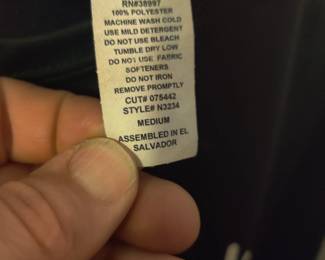 RN#38997
100% POLYESTER
MACHINE WASH COLD
USE MILD DETERGENT
DO NOT USE BLEACH
TUMBLE DRY LOW
DO NOT USE FABRIC
SOFTENERS
DO NOT IRON
REMOVE PROMPTLY
CUT# 075442
STYLE# N3234
MEDIUM
ASSEMBLED IN EL
SALVADOR